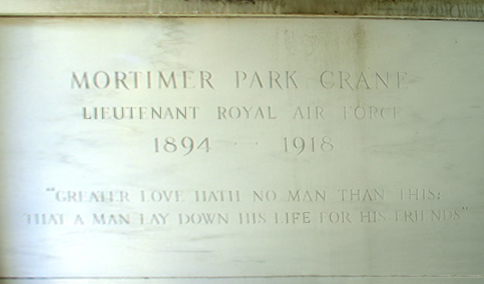 MORTIMER PARK CRANE
LIEUTENANT ROYAL AIR FORCE
1894 · · 1918
"GREATER LOVE HATH NO MAN THAN THIS:
THAT A MAN LAY DOWN HIS LIFE FOR HIS FRIENDS"